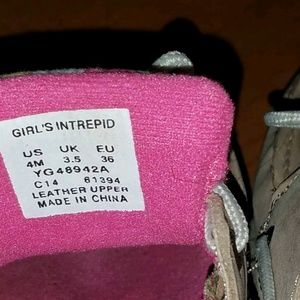 GIRL'S INTREPID
US UK EU
4M 3.5 36
YG48942A
C14 61394
LEATHER UPPER
MADE IN CHINA